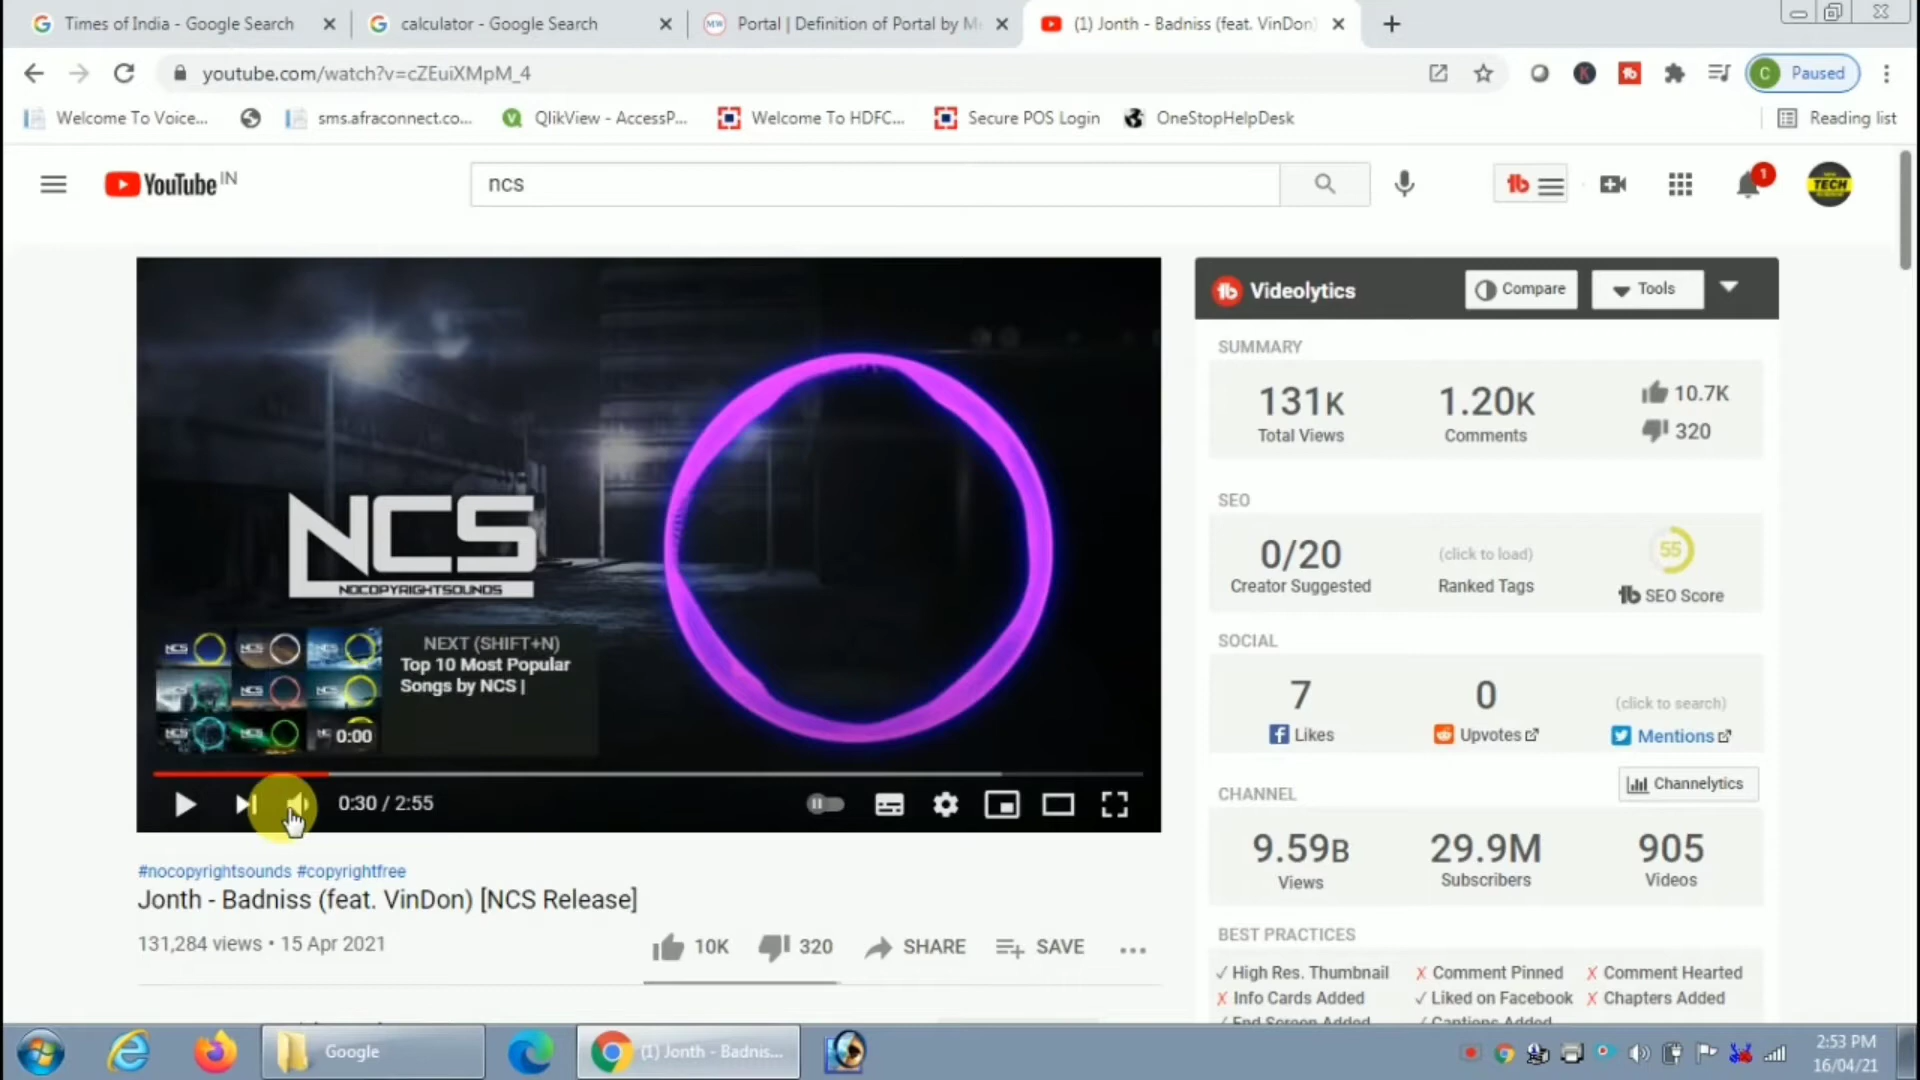 Times of India - Google Search
calculator - Google Search
Portal | Definition of Portal by M
(1) Jonth - Badniss (feat. VinDon)
youtube.com/watch?v=cZEuiXMpM_4
Paused
Welcome To Voice...
sms.afraconnect.co...
QlikView - AccessP...
Welcome To HDFC...
Secure POS Login
OneStopHelpDesk
Reading list
YouTube IN
ncs
1
TECH
Videolytics
Compare
Tools
SUMMARY
131K
Total Views
1.20K
Comments
10.7K
320
SEO
0/20
Creator Suggested
(click to load)
Ranked Tags
55
SEO Score
SOCIAL
7
Likes
0
Upvotes
(click to search)
Mentions
CHANNEL
Channelytics
9.59B
Views
29.9M
Subscribers
905
Videos
BEST PRACTICES
✓ High Res. Thumbnail
✗ Comment Pinned
✗ Comment Hearted
✗ Info Cards Added
✓ Liked on Facebook
✗ Chapters Added
✓ End Screen Added
✓ Captions Added
NCS
NOCOPYRIGHTSOUNDS
NEXT (SHIFT+N)
Top 10 Most Popular
Songs by NCS |
0:00
0:30 / 2:55
#nocopyrightsounds #copyrightfree
Jonth - Badniss (feat. VinDon) [NCS Release]
131,284 views • 15 Apr 2021
10K
320
SHARE
SAVE
Google
(1) Jonth - Badnis...
2:53 PM
16/04/21